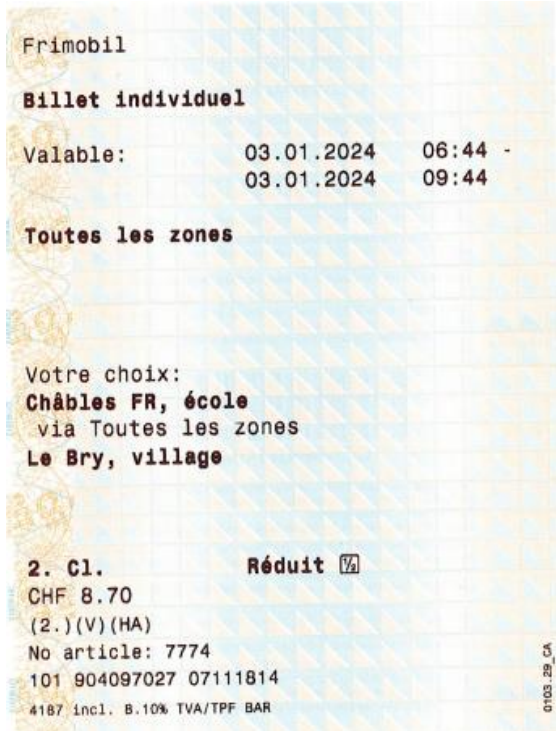 Frimobil
Billet individuel
Valable: 03.01.2024 06:44 -
03.01.2024 09:44
Toutes les zones
Votre choix:
Châbles FR, école
via Toutes les zones
Le Bry, village
2. Cl. Réduit ½
CHF 8.70
(2.)(V)(HA)
No article: 7774
101 904097027 07111814
4187 incl. 8.10% TVA/TPF BAR
0103.29_CA